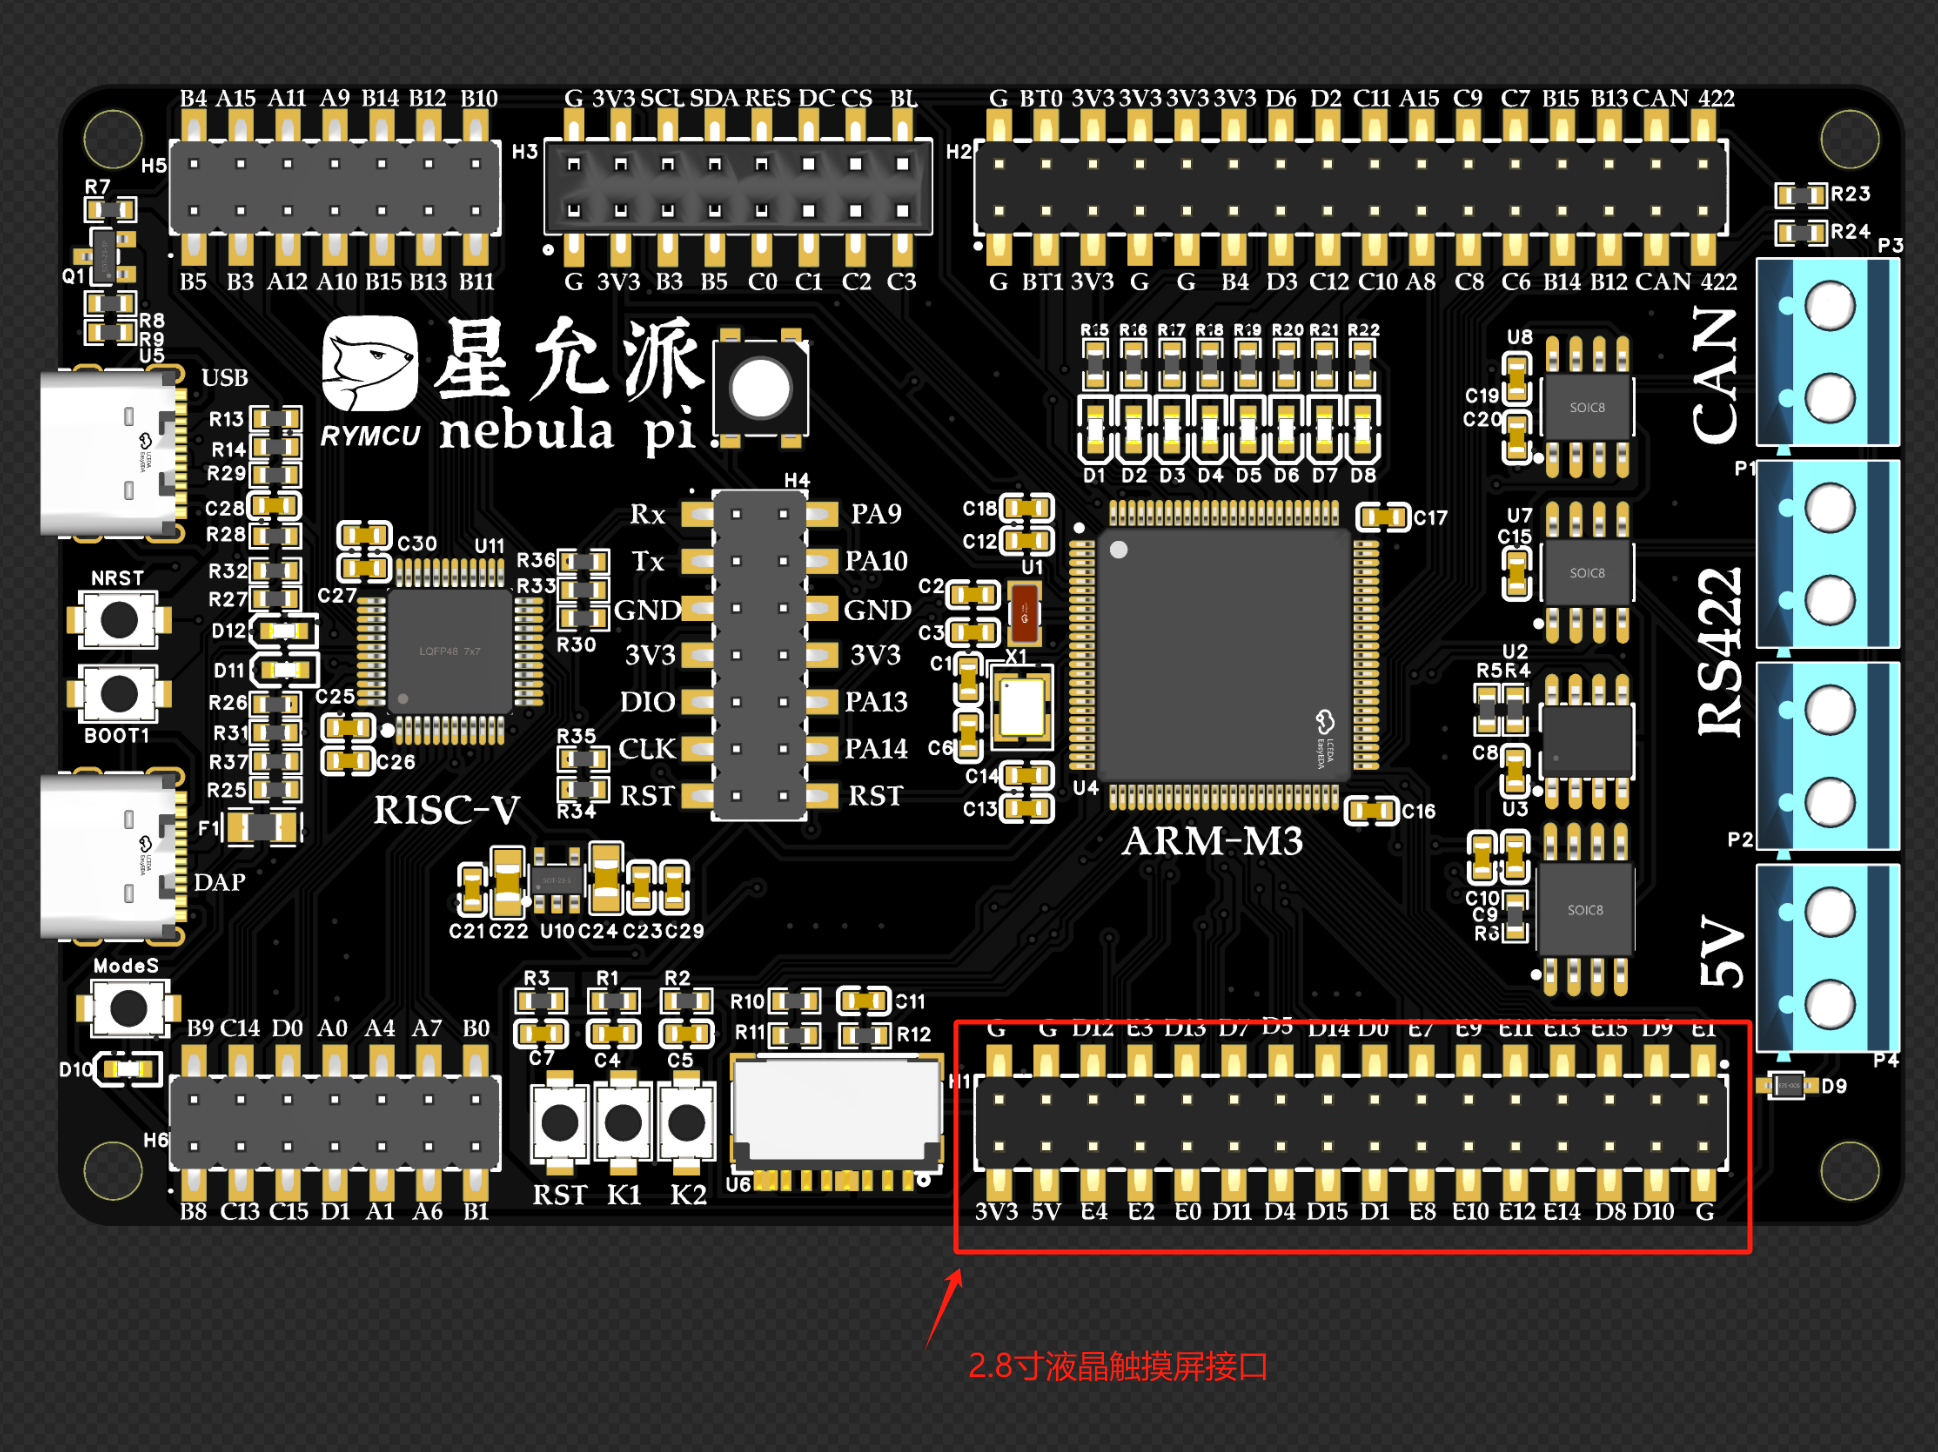 B4 A15 A11 A9 B14 B12 B10
G 3V3 SCL SDA RES DC CS BL
G BT0 3V3 3V3 3V3 3V3 D6 D2 C11 A15 C9 C7 B15 B13 CAN 422
H5
H3
H2
R7
R23
R24
P3
Q1
B5 B3 A12 A10 B15 B13 B11
G 3V3 B3 B5 C0 C1 C2 C3
G BT1 3V3 G G B4 D3 C12 C10 A8 C8 C6 B14 B12 CAN 422
R8
R9
U5
USB
星允派
RYMCU
nebula pi
R15 R16 R17 R18 R19 R20 R21 R22
D1 D2 D3 D4 D5 D6 D7 D8
U8
C19
C20
SOIC8
CAN
P1
R13
R14
R29
C28
R28
R32
R27
D12
D11
R26
R31
R37
R25
F1
NRST
BOOT1
DAP
C30
U11
C27
LQFP48 7x7
C25
C26
RISC-V
R36
R33
R30
R35
R34
H4
Rx PA9
Tx PA10
GND GND
3V3 3V3
DIO PA13
CLK PA14
RST RST
C18
C12
U1
C2
C3
C1
X1
C6
C14
C13
C17
U4
C16
LCEDA
EasyEDA
ARM-M3
U7
C15
SOIC8
RS422
U2
R5 R4
C8
U3
P2
C10
C9
R6
SOIC8
5V
P4
C21 C22 U10 C24 C23 C29
ModeS
D10
R3 R1 R2
C7 C4 C5
R10 C11
R11 R12
B9 C14 D0 A0 A4 A7 B0
H6
B8 C13 C15 D1 A1 A6 B1
RST K1 K2
U6
G G D12 E3 D13 D7 D5 D14 D0 E7 E9 E11 E13 E15 D9 E1
H1
D9
3V3 5V E4 E2 E0 D11 D4 D15 D1 E8 E10 E12 E14 D8 D10 G
2.8寸液晶触摸屏接口